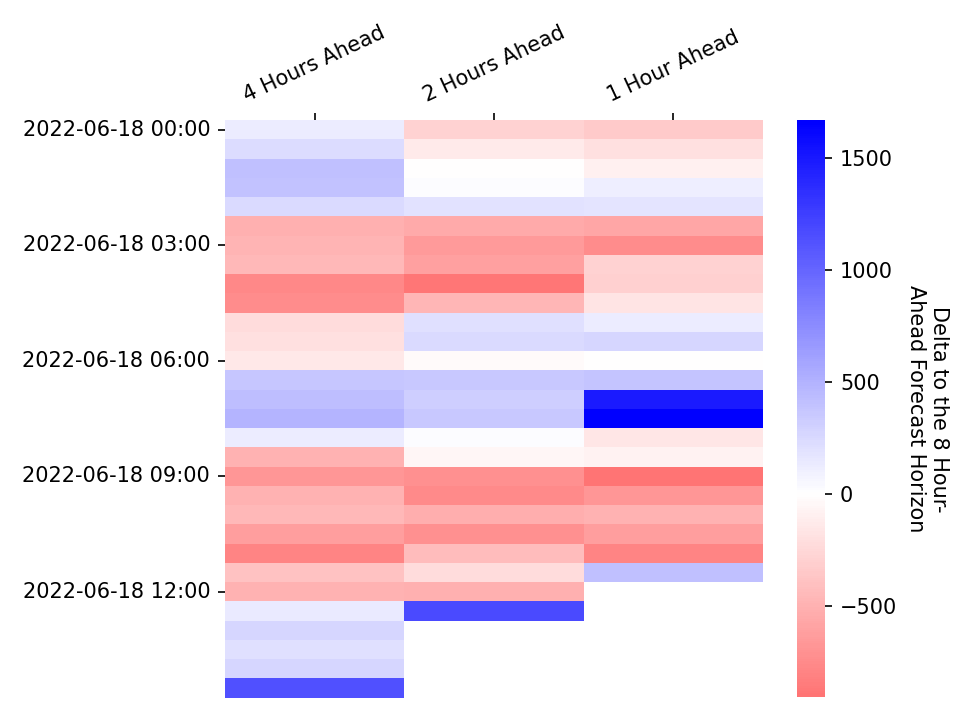 4 Hours Ahead
2 Hours Ahead
1 Hour Ahead
2022-06-18 00:00
2022-06-18 03:00
2022-06-18 06:00
2022-06-18 09:00
2022-06-18 12:00
1500
1000
500
0
−500
Delta to the 8 Hour-
Ahead Forecast Horizon